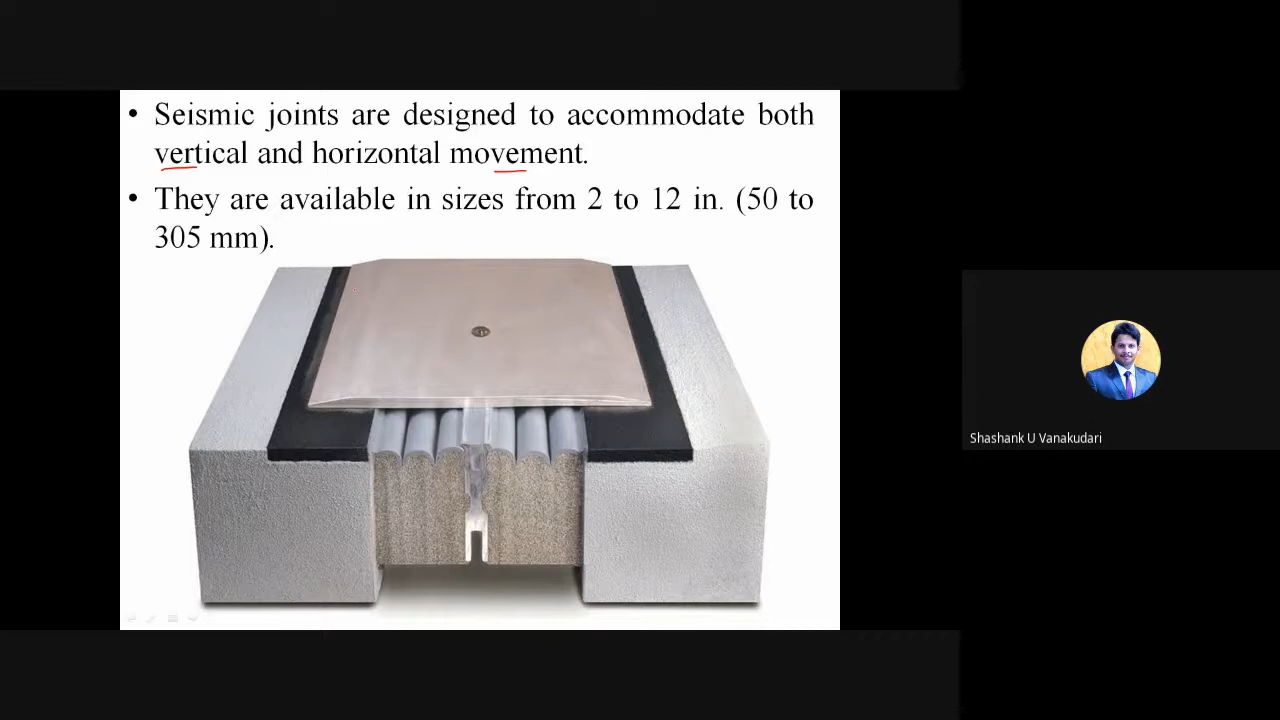 • Seismic joints are designed to accommodate both
vertical and horizontal movement.
• They are available in sizes from 2 to 12 in. (50 to
305 mm).
Shashank U Vanakudari